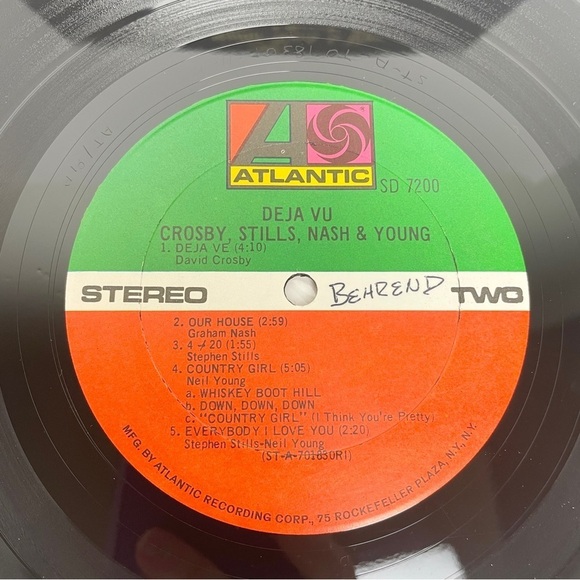 ATLANTIC
SD 7200
DEJA VU
CROSBY, STILLS, NASH & YOUNG
1. DEJA VE (4:10)
David Crosby
STEREO BEHREND TWO
2. OUR HOUSE (2:59)
Graham Nash
3. 4 + 20 (1:55)
Stephen Stills
4. COUNTRY GIRL (5:05)
Neil Young
a. WHISKEY BOOT HILL
b. DOWN, DOWN, DOWN
c. "COUNTRY GIRL" (I Think You're Pretty)
5. EVERYBODY I LOVE YOU (2:20)
Stephen Stills-Neil Young
(ST-A-701830RI)
MFG. BY ATLANTIC RECORDING CORP., 75 ROCKEFELLER PLAZA, N.Y., N.Y.